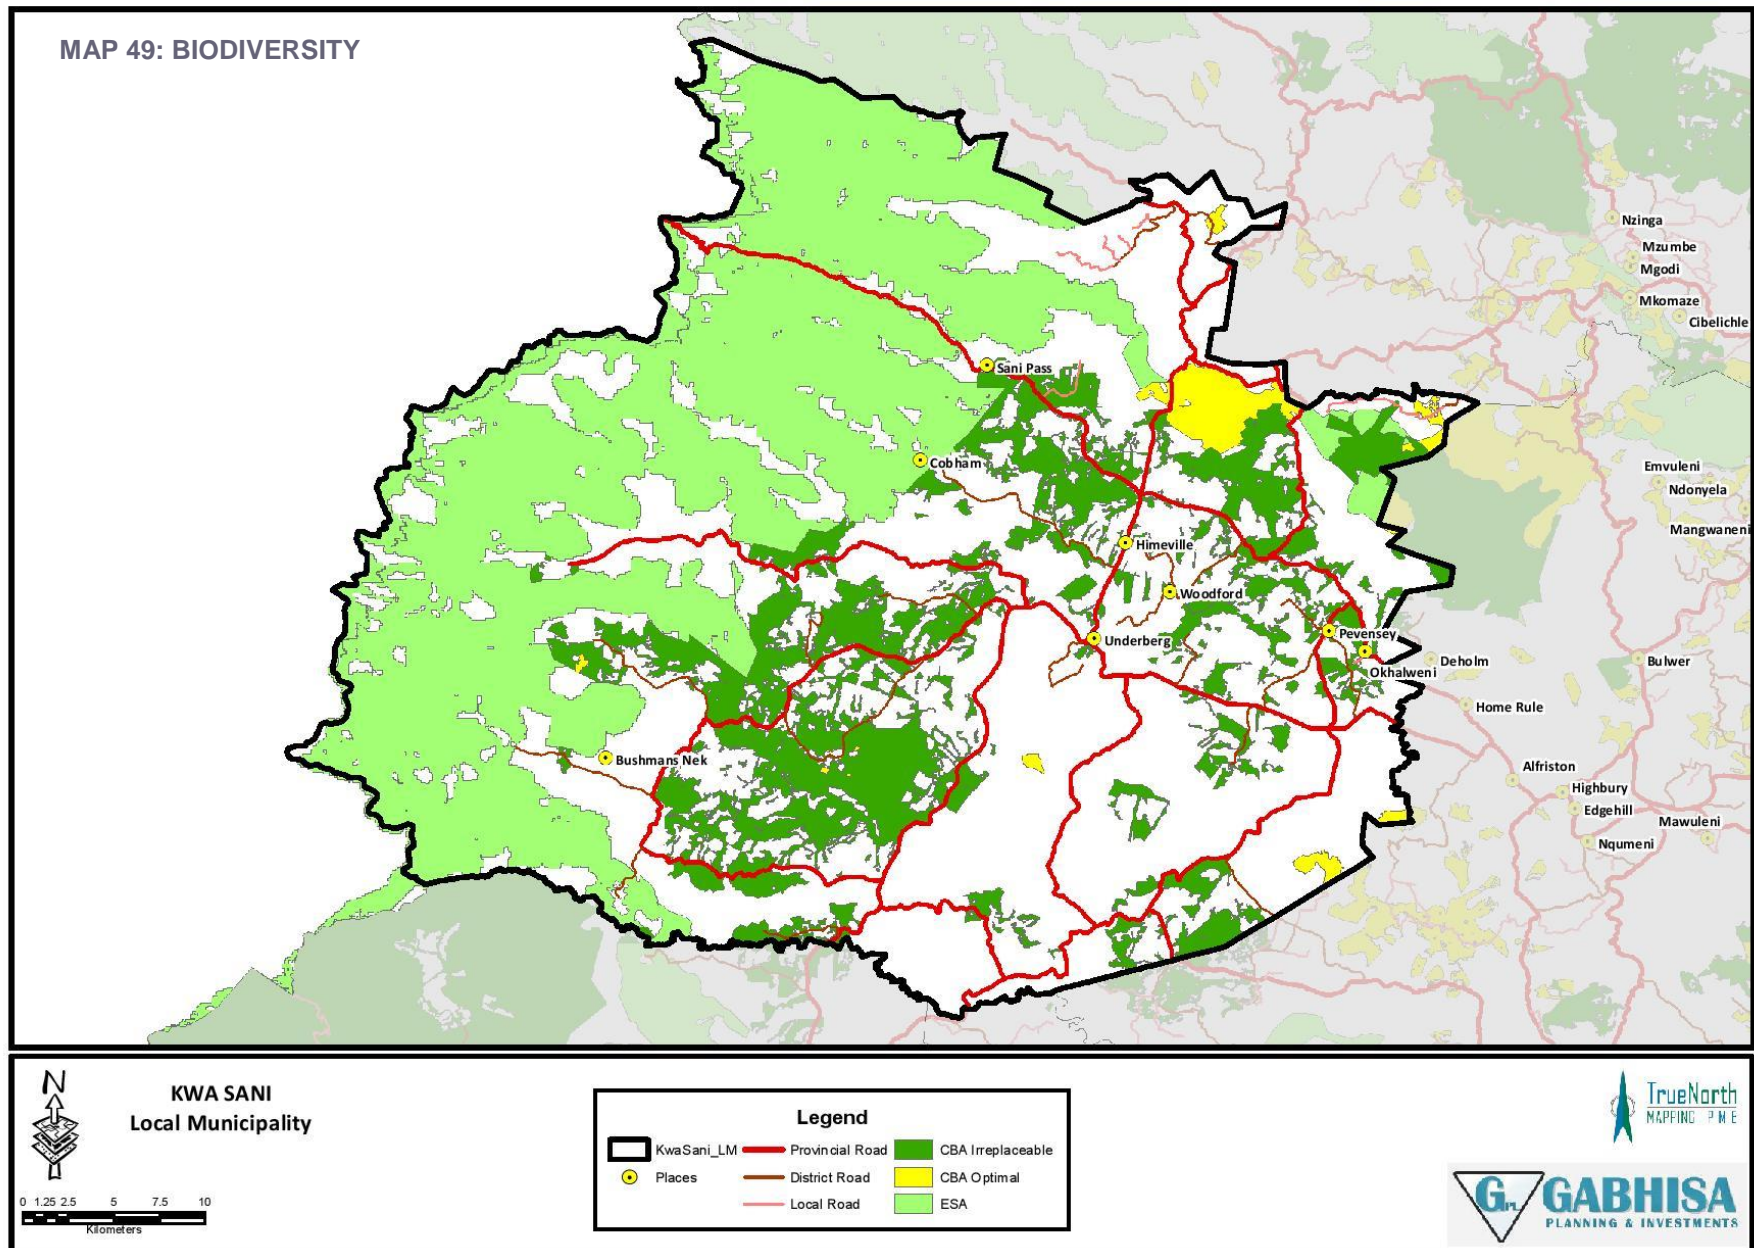 MAP 49: BIODIVERSITY
Nzinga
Mzumbe
Mgodi
Mkomaze
Cibelichle
Sani Pass
Cobham
Emvuleni
Ndonyela
Mangwaneni
Himeville
Woodford
Pevensey
Underberg
Deholm
Bulwer
Okhalweni
Home Rule
Bushmans Nek
Alfriston
Highbury
Edgehill
Mawuleni
Nqumeni
N
KWA SANI
Local Municipality
0 1.25 2.5 5 7.5 10
Kilometers
Legend
KwaSani_LM
Provincial Road
CBA Irreplaceable
Places
District Road
CBA Optimal
Local Road
ESA
TrueNorth
MAPPING PME
GPL GABHISA
PLANNING & INVESTMENTS